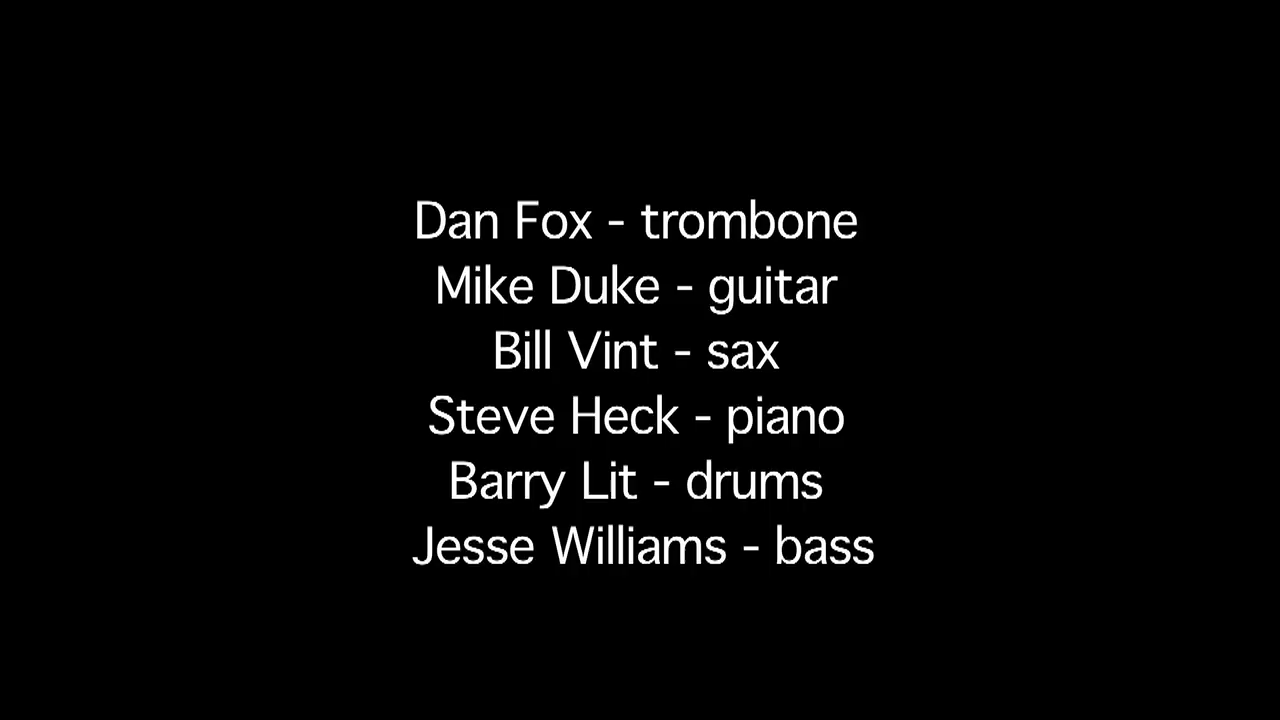 Dan Fox - trombone
Mike Duke - guitar
Bill Vint - sax
Steve Heck - piano
Barry Lit - drums
Jesse Williams - bass